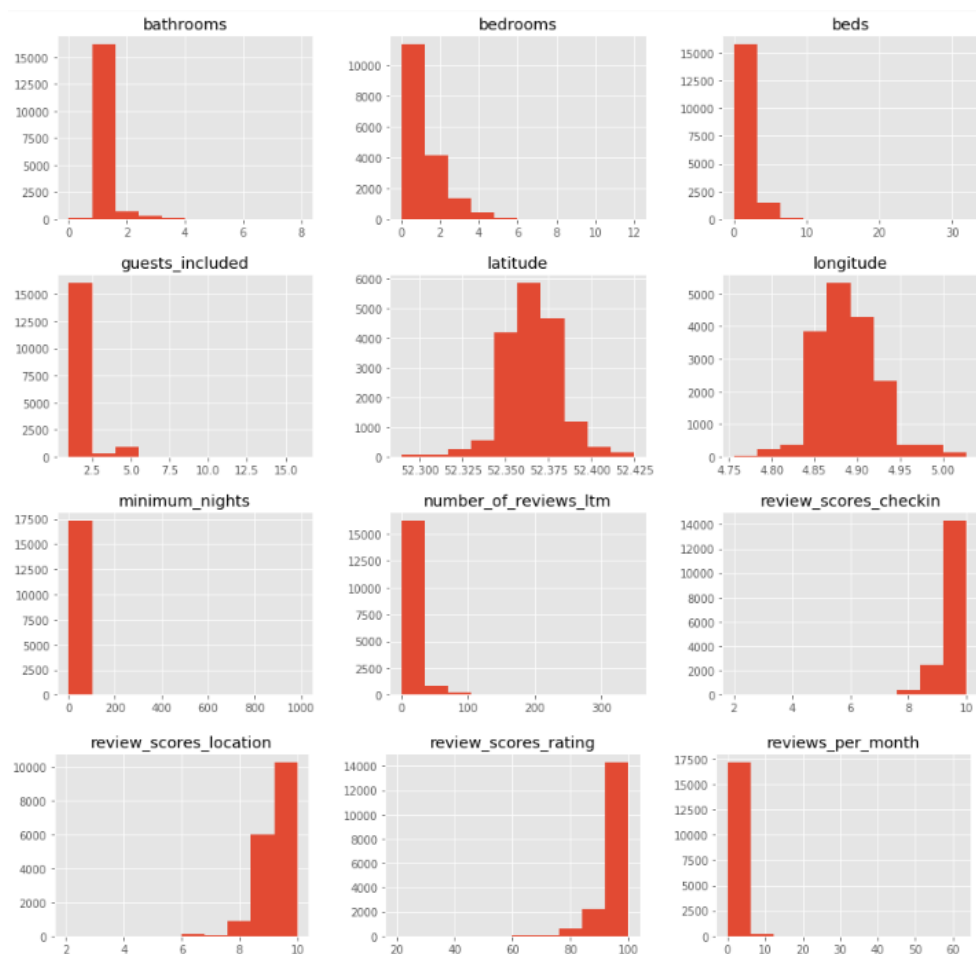 bathrooms bedrooms beds
15000 12500 10000 7500 5000 2500 0
0 2 4 6 8
10000 8000 6000 4000 2000 0
0 2 4 6 8 10 12
15000 12500 10000 7500 5000 2500 0
0 10 20 30
guests_included latitude longitude
15000 12500 10000 7500 5000 2500 0
2.5 5.0 7.5 10.0 12.5 15.0
6000 5000 4000 3000 2000 1000 0
52.300 52.325 52.350 52.375 52.400 52.425
5000 4000 3000 2000 1000 0
4.75 4.80 4.85 4.90 4.95 5.00
minimum_nights number_of_reviews_ltm review_scores_checkin
17500 15000 12500 10000 7500 5000 2500 0
0 200 400 600 800 1000
15000 12500 10000 7500 5000 2500 0
0 100 200 300
14000 12000 10000 8000 6000 4000 2000 0
2 4 6 8 10
review_scores_location review_scores_rating reviews_per_month
10000 8000 6000 4000 2000 0
2 4 6 8 10
14000 12000 10000 8000 6000 4000 2000 0
20 40 60 80 100
17500 15000 12500 10000 7500 5000 2500 0
0 10 20 30 40 50 60